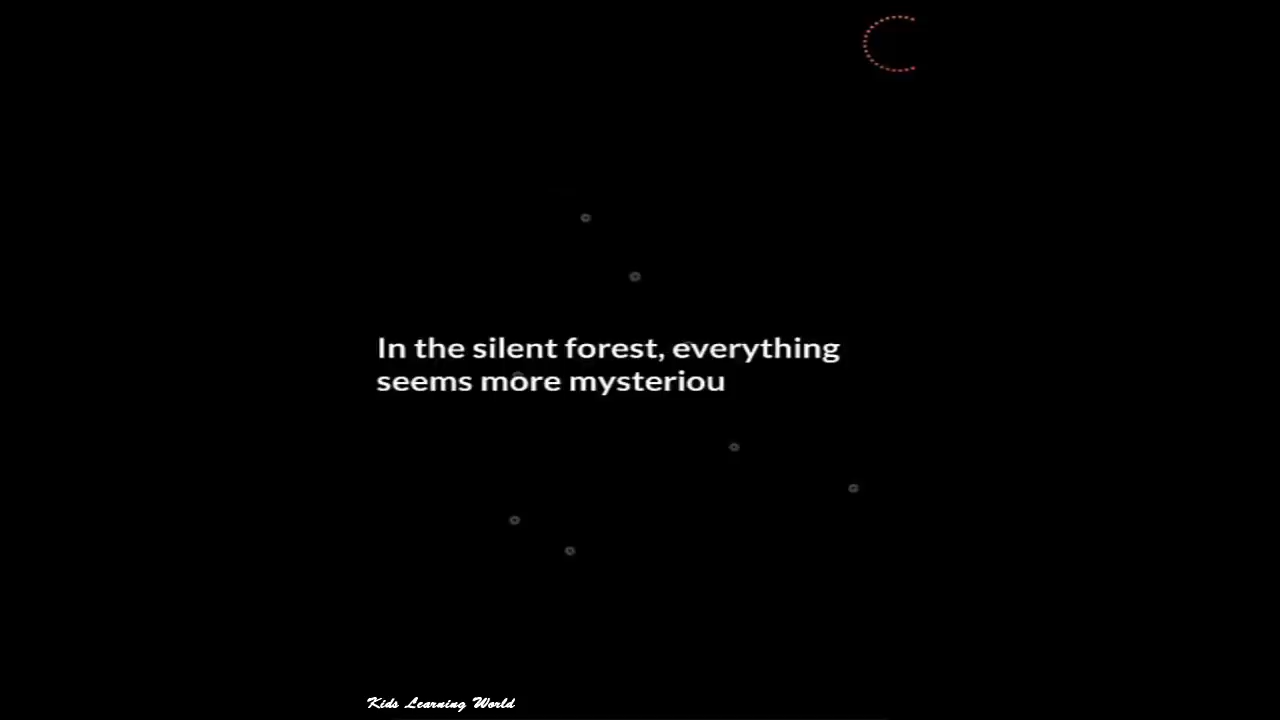 In the silent forest, everything
seems more mysteriou
Kids Learning World